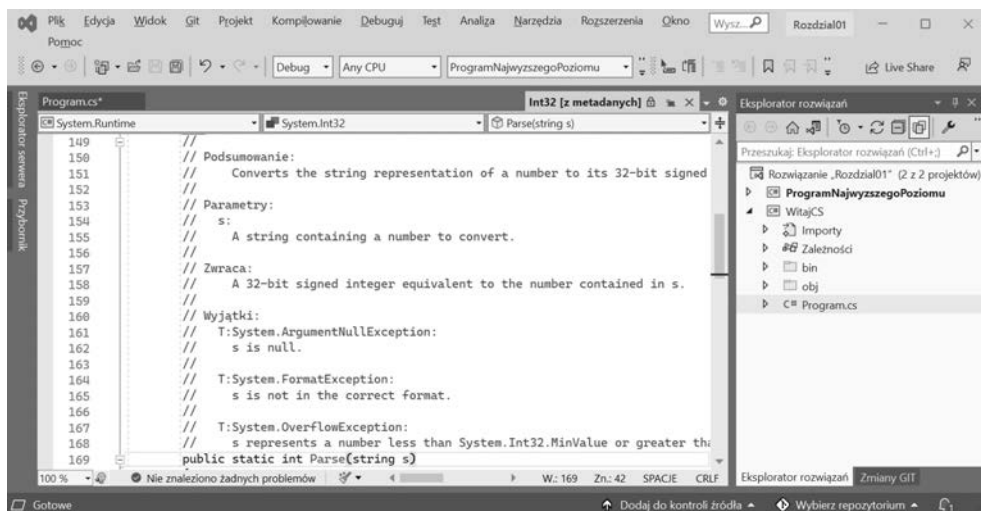 Plik Edycja Widok Git Projekt Kompilowanie Debuguj Test Analiza Narzędzia Rozszerzenia Okno Wysz... Rozdzial01
Pomoc
Debug Any CPU ProgramNajwyzszegoPoziomu Live Share
Eksplorator serwera
Przybornik
Program.cs* Int32 [z metadanych]
System.Runtime System.Int32 Parse(string s)
149 //
150 // Podsumowanie:
151 // Converts the string representation of a number to its 32-bit signed
152 //
153 // Parametry:
154 // s:
155 // A string containing a number to convert.
156 //
157 // Zwraca:
158 // A 32-bit signed integer equivalent to the number contained in s.
159 //
160 // Wyjątki:
161 // T:System.ArgumentNullException:
162 // s is null.
163 //
164 // T:System.FormatException:
165 // s is not in the correct format.
166 //
167 // T:System.OverflowException:
168 // s represents a number less than System.Int32.MinValue or greater tha
169 public static int Parse(string s)
100 % Nie znaleziono żadnych problemów W.: 169 Zn.: 42 SPACJE CRLF
Eksplorator rozwiązań
Przeszukaj: Eksplorator rozwiązań (Ctrl+;)
Rozwiązanie „Rozdzial01" (2 z 2 projektów)
C# ProgramNajwyzszegoPoziomu
C# WitajCS
Importy
Zależności
bin
obj
C# Program.cs
Eksplorator rozwiązań Zmiany GIT
Gotowe Dodaj do kontroli źródła Wybierz repozytorium 1